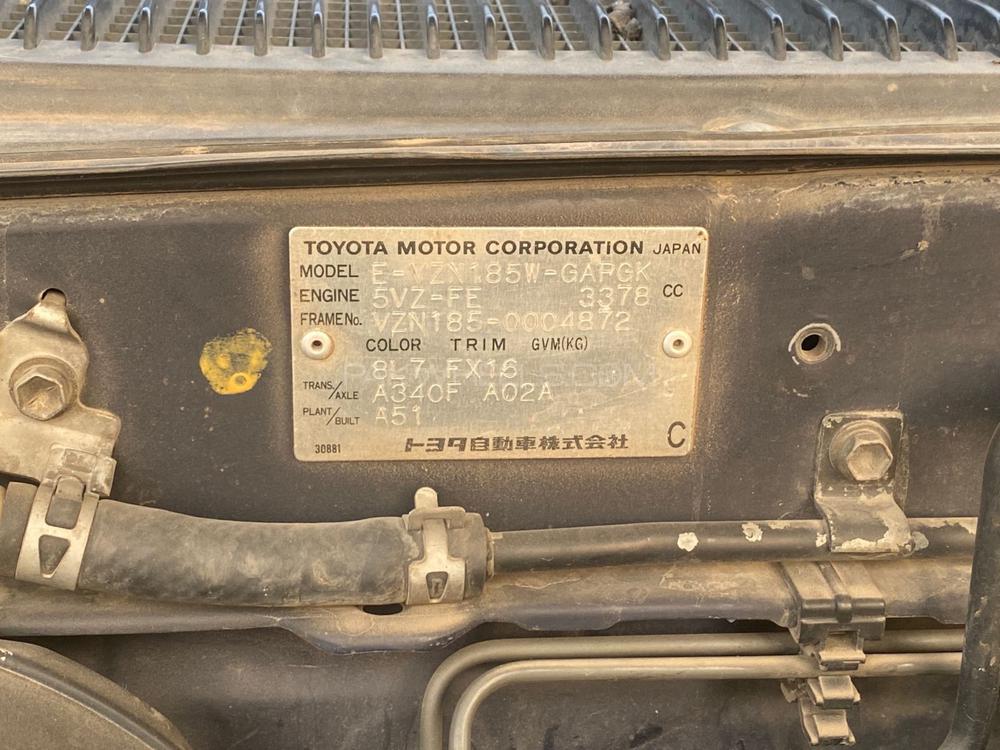 TOYOTA MOTOR CORPORATION JAPAN
MODEL E-VZN185W-GAPGK
ENGINE 5VZ-FE 3378 CC
FRAME No. VZN185-0004872
COLOR TRIM GVM(KG)
8L7 FX16
TRANS./AXLE A340F A02A
PLANT/BUILT A51
30881 トヨタ自動車株式会社 C